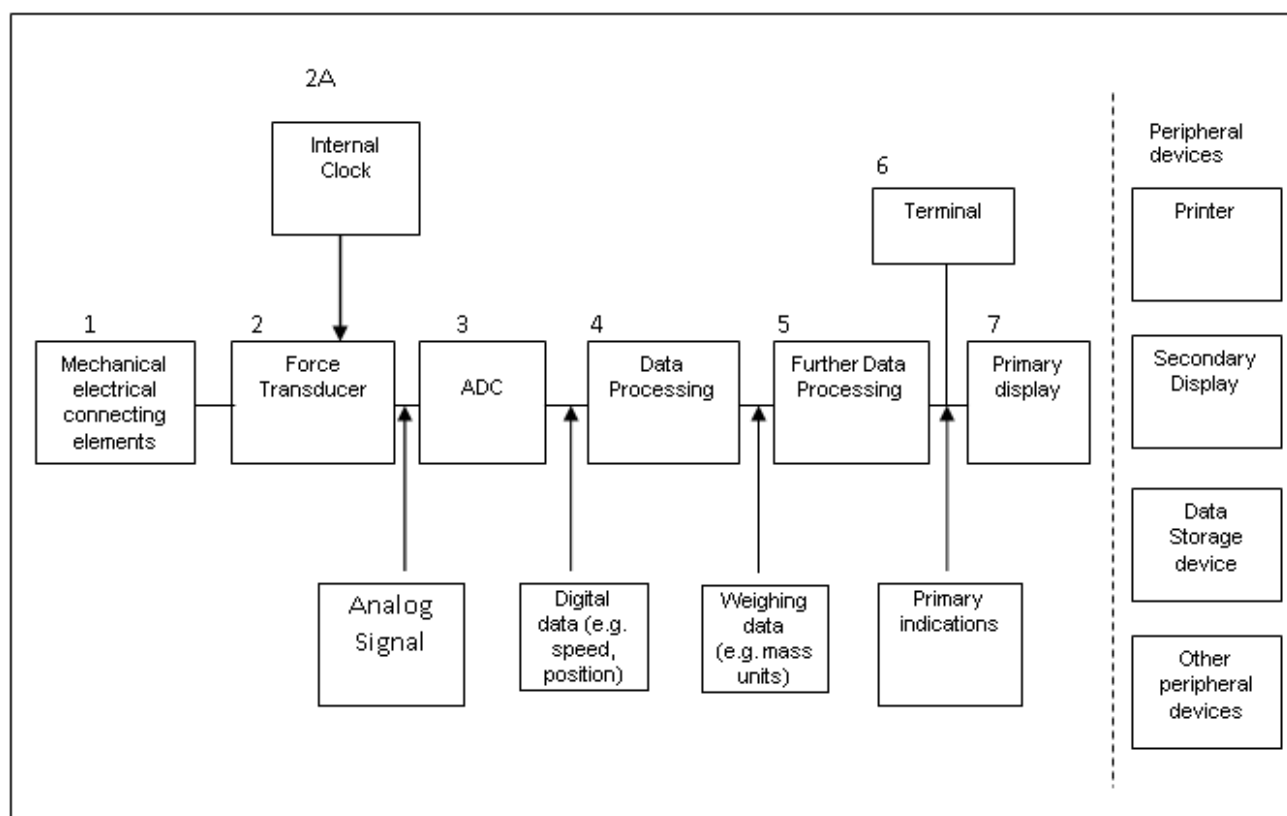 2A
Internal
Clock
6
Terminal
1
Mechanical
electrical
connecting
elements
2
Force
Transducer
3
ADC
4
Data
Processing
5
Further Data
Processing
7
Primary
display
Analog
Signal
Digital
data (e.g.
speed,
position)
Weighing
data
(e.g. mass
units)
Primary
indications
Peripheral
devices
Printer
Secondary
Display
Data
Storage
device
Other
peripheral
devices